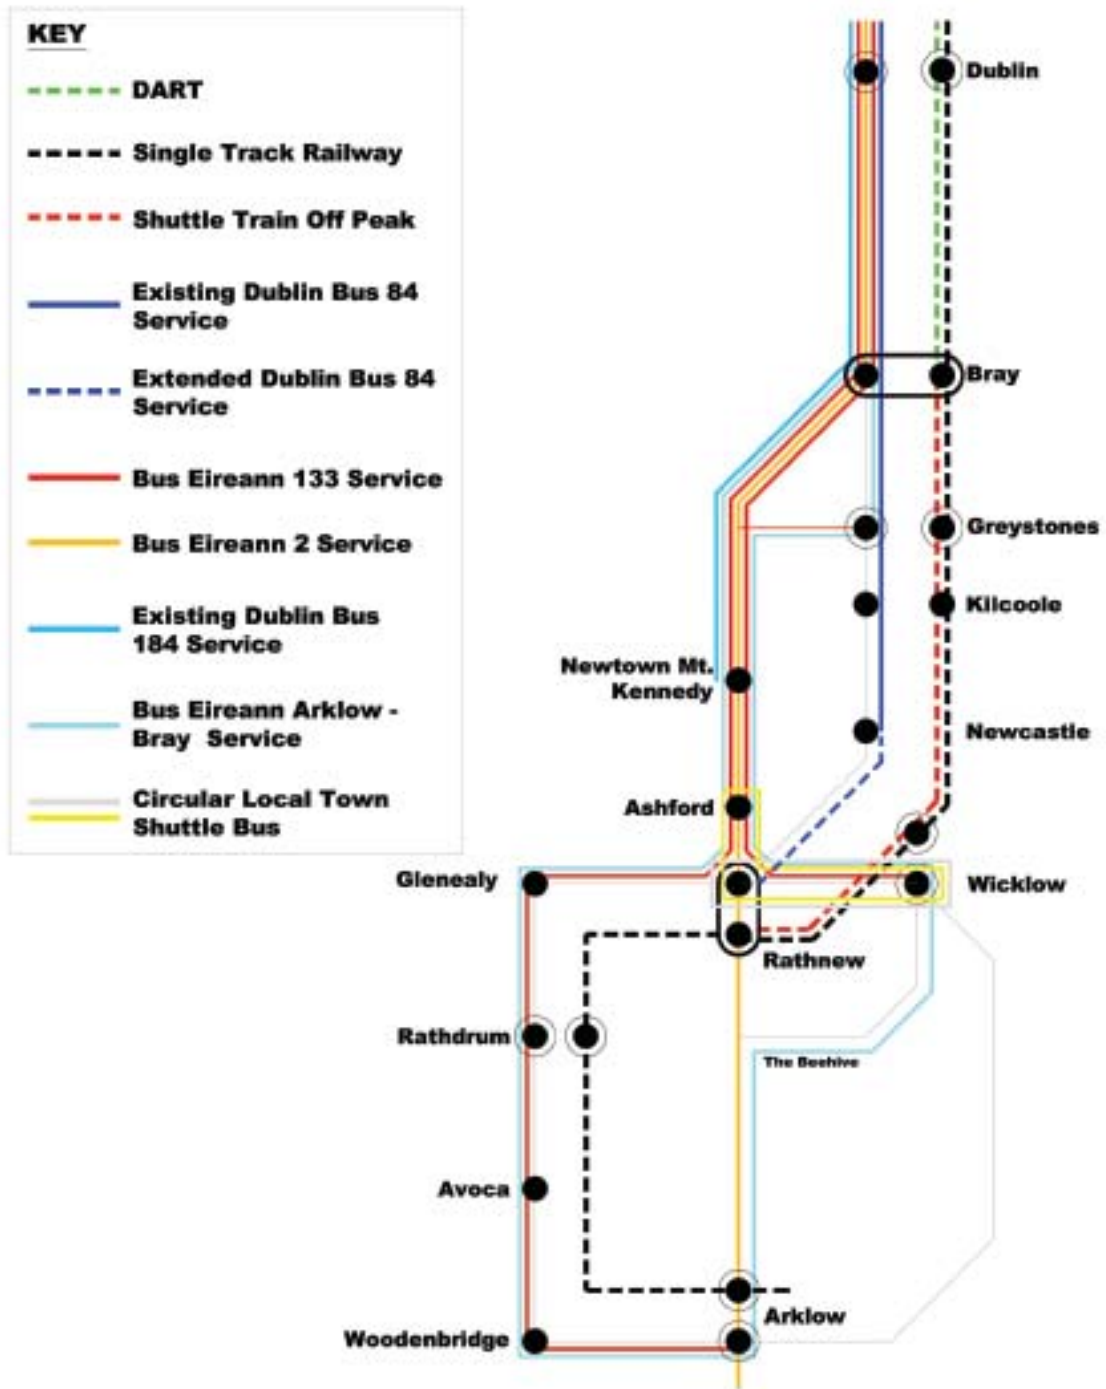 KEY
DART
Single Track Railway
Shuttle Train Off Peak
Existing Dublin Bus 84
Service
Extended Dublin Bus 84
Service
Bus Eireann 133 Service
Bus Eireann 2 Service
Existing Dublin Bus
184 Service
Bus Eireann Arklow -
Bray Service
Circular Local Town
Shuttle Bus
Dublin
Bray
Greystones
Kilcoole
Newtown Mt.
Kennedy
Newcastle
Ashford
Glenealy
Wicklow
Rathnew
Rathdrum
The Beehive
Avoca
Arklow
Woodenbridge